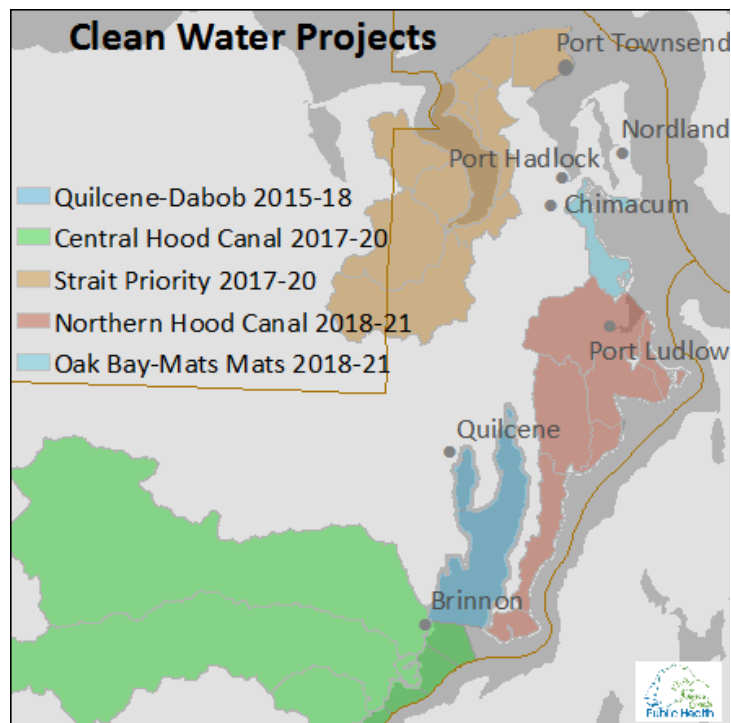 Clean Water Projects
Port Townsend
Nordland
Port Hadlock
Chimacum
Quilcene-Dabob 2015-18
Central Hood Canal 2017-20
Strait Priority 2017-20
Northern Hood Canal 2018-21
Oak Bay-Mats Mats 2018-21
Port Ludlow
Quilcene
Brinnon
Public Health